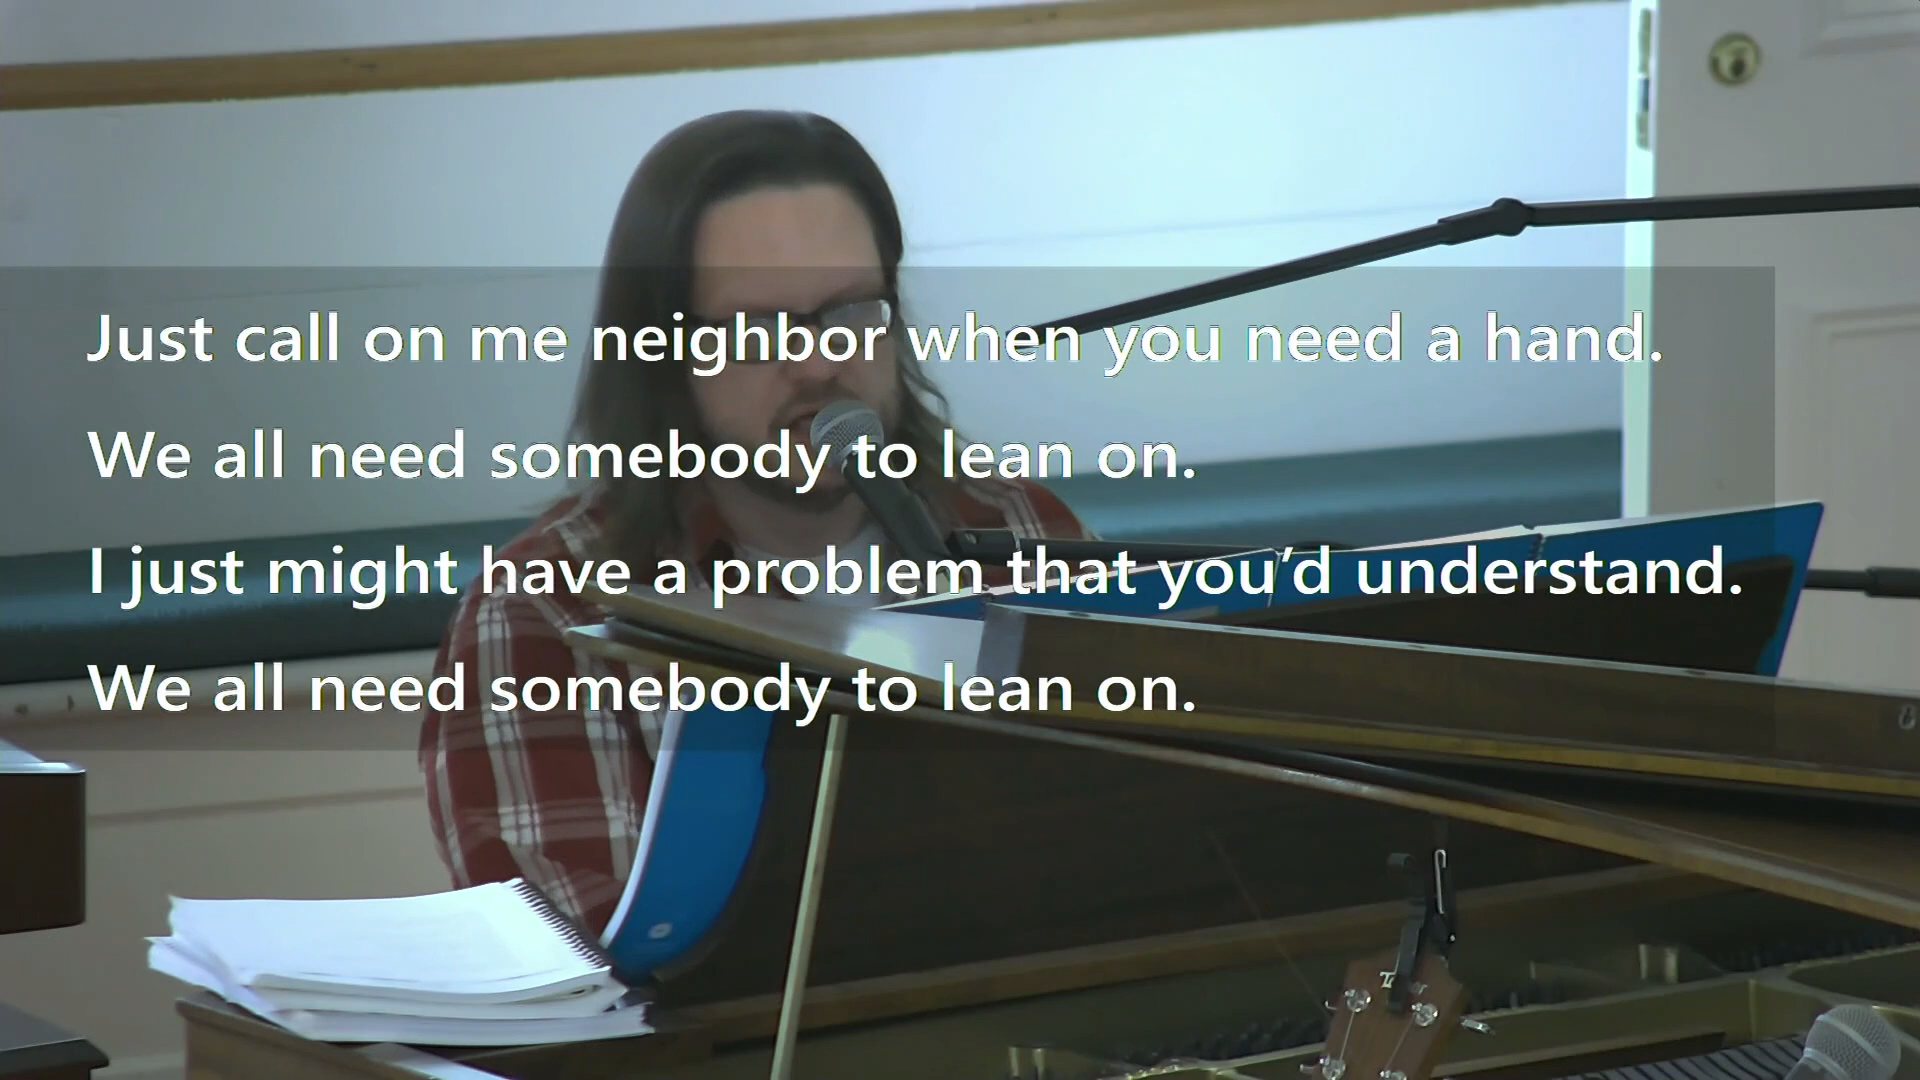 Just call on me neighbor when you need a hand.
We all need somebody to lean on.
I just might have a problem that you’d understand.
We all need somebody to lean on.